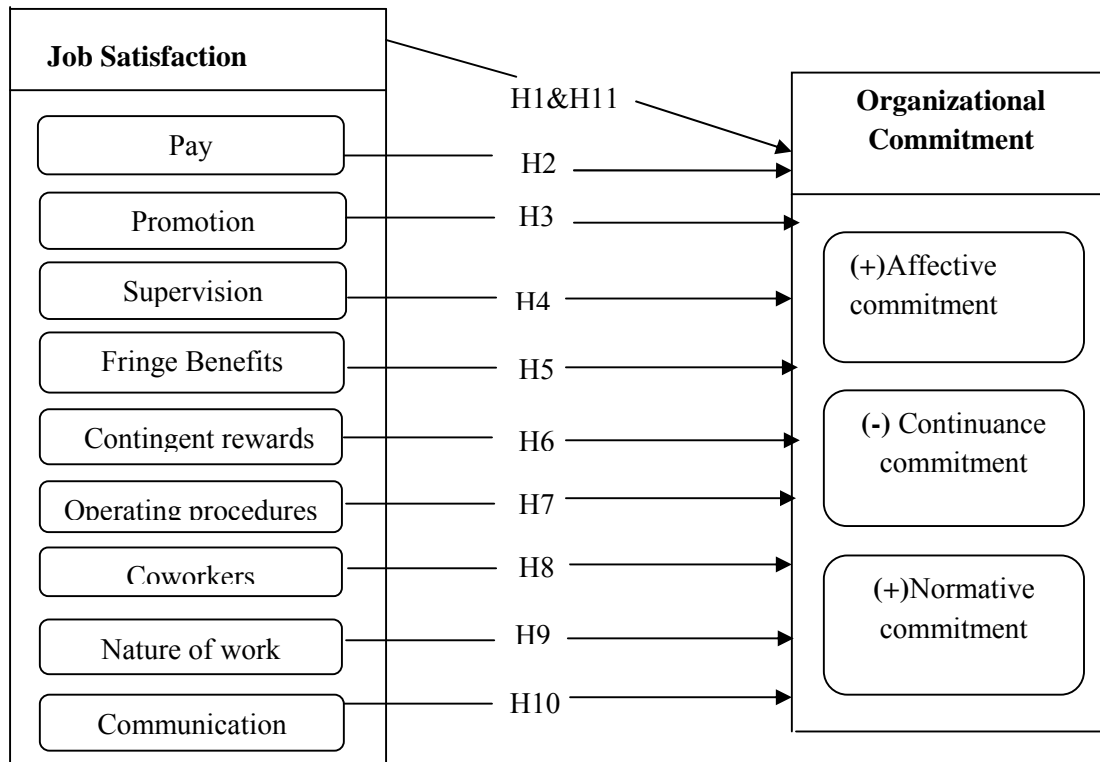 Job Satisfaction
Pay
Promotion
Supervision
Fringe Benefits
Contingent rewards
Operating procedures
Coworkers
Nature of work
Communication
H1&H11
H2
H3
H4
H5
H6
H7
H8
H9
H10
Organizational
Commitment
(+)Affective
commitment
(-) Continuance
commitment
(+)Normative
commitment